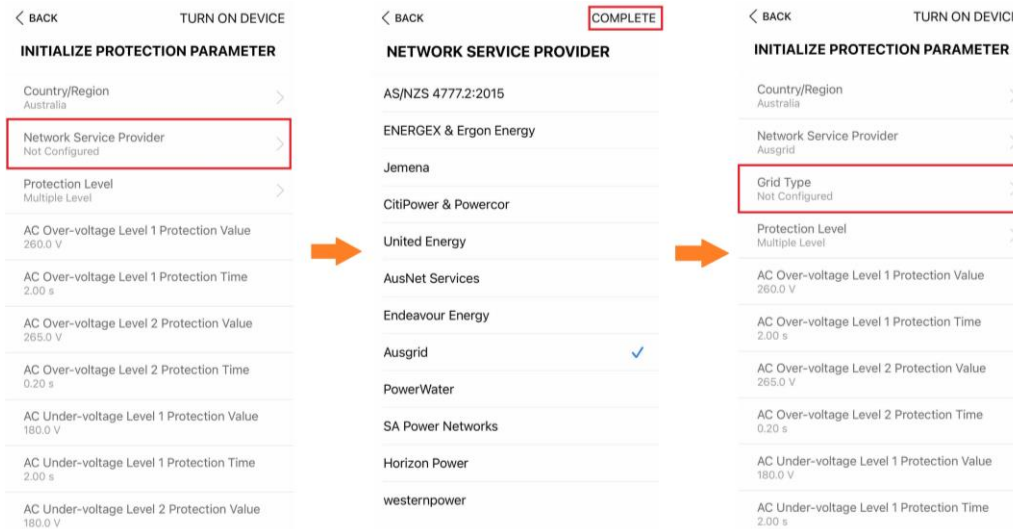 BACK
TURN ON DEVICE
INITIALIZE PROTECTION PARAMETER
Country/Region
Australia
Network Service Provider
Not Configured
Protection Level
Multiple Level
AC Over-voltage Level 1 Protection Value
260.0 V
AC Over-voltage Level 1 Protection Time
2.00 s
AC Over-voltage Level 2 Protection Value
265.0 V
AC Over-voltage Level 2 Protection Time
0.20 s
AC Under-voltage Level 1 Protection Value
180.0 V
AC Under-voltage Level 1 Protection Time
2.00 s
AC Under-voltage Level 2 Protection Value
180.0 V
BACK
COMPLETE
NETWORK SERVICE PROVIDER
AS/NZS 4777.2:2015
ENERGEX & Ergon Energy
Jemena
CitiPower & Powercor
United Energy
AusNet Services
Endeavour Energy
Ausgrid
PowerWater
SA Power Networks
Horizon Power
westernpower
BACK
TURN ON DEVIC
INITIALIZE PROTECTION PARAMETER
Country/Region
Australia
Network Service Provider
Ausgrid
Grid Type
Not Configured
Protection Level
Multiple Level
AC Over-voltage Level 1 Protection Value
260.0 V
AC Over-voltage Level 1 Protection Time
2.00 s
AC Over-voltage Level 2 Protection Value
265.0 V
AC Over-voltage Level 2 Protection Time
0.20 s
AC Under-voltage Level 1 Protection Value
180.0 V
AC Under-voltage Level 1 Protection Time
2.00 s